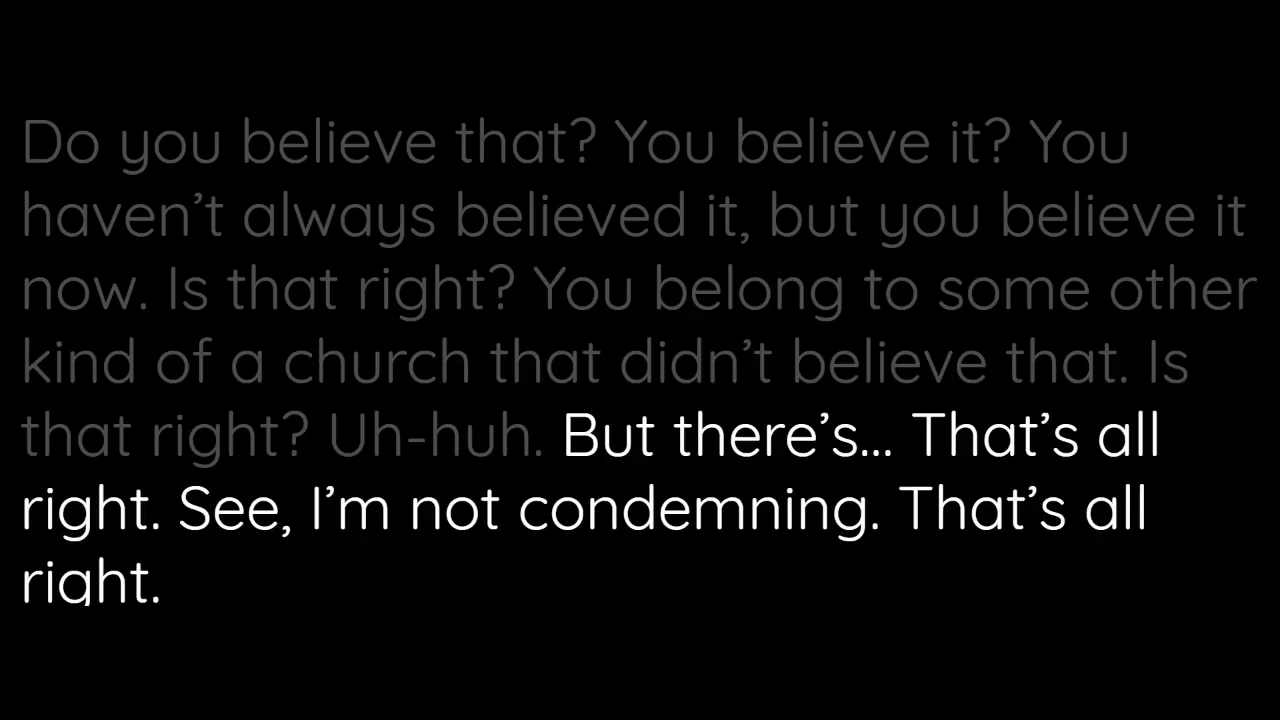 Do you believe that? You believe it? You
haven’t always believed it, but you believe it
now. Is that right? You belong to some other
kind of a church that didn’t believe that. Is
that right? Uh-huh. But there’s... That’s all
right. See, I’m not condemning. That’s all
right.